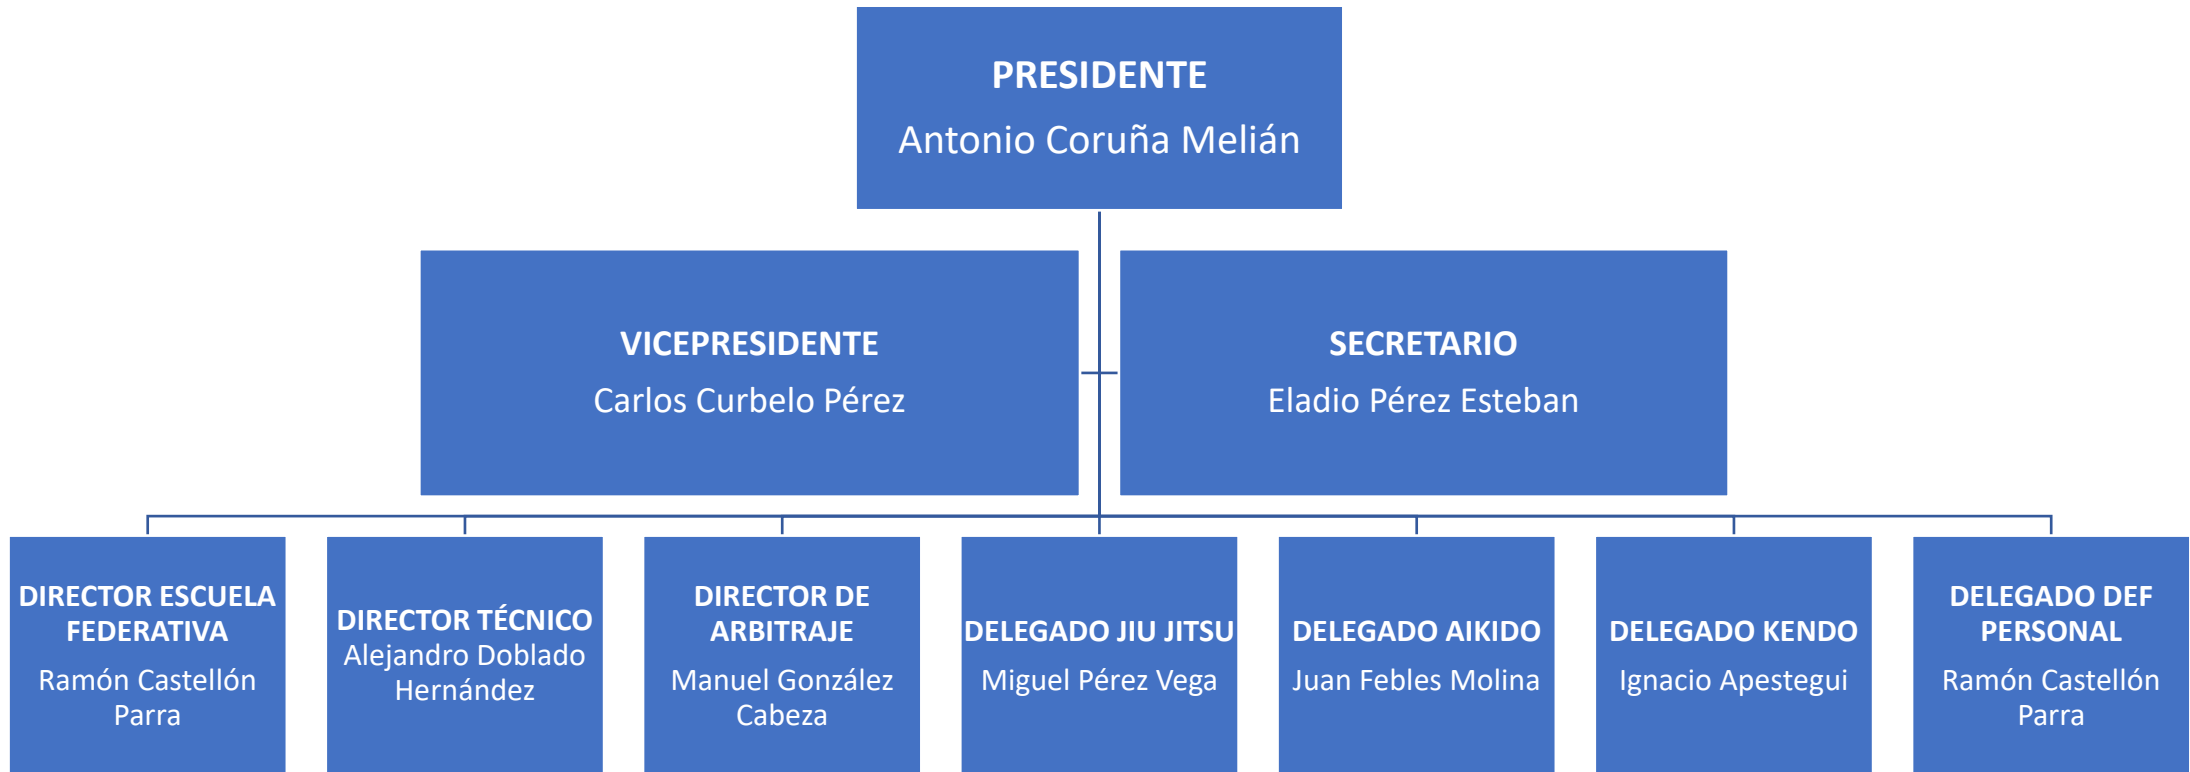 PRESIDENTE
Antonio Coruña Melián
VICEPRESIDENTE
Carlos Curbelo Pérez
SECRETARIO
Eladio Pérez Esteban
DIRECTOR ESCUELA
FEDERATIVA
Ramón Castellón
Parra
DIRECTOR TÉCNICO
Alejandro Doblado
Hernández
DIRECTOR DE
ARBITRAJE
Manuel González
Cabeza
DELEGADO JIU JITSU
Miguel Pérez Vega
DELEGADO AIKIDO
Juan Febles Molina
DELEGADO KENDO
Ignacio Apestegui
DELEGADO DEF
PERSONAL
Ramón Castellón
Parra